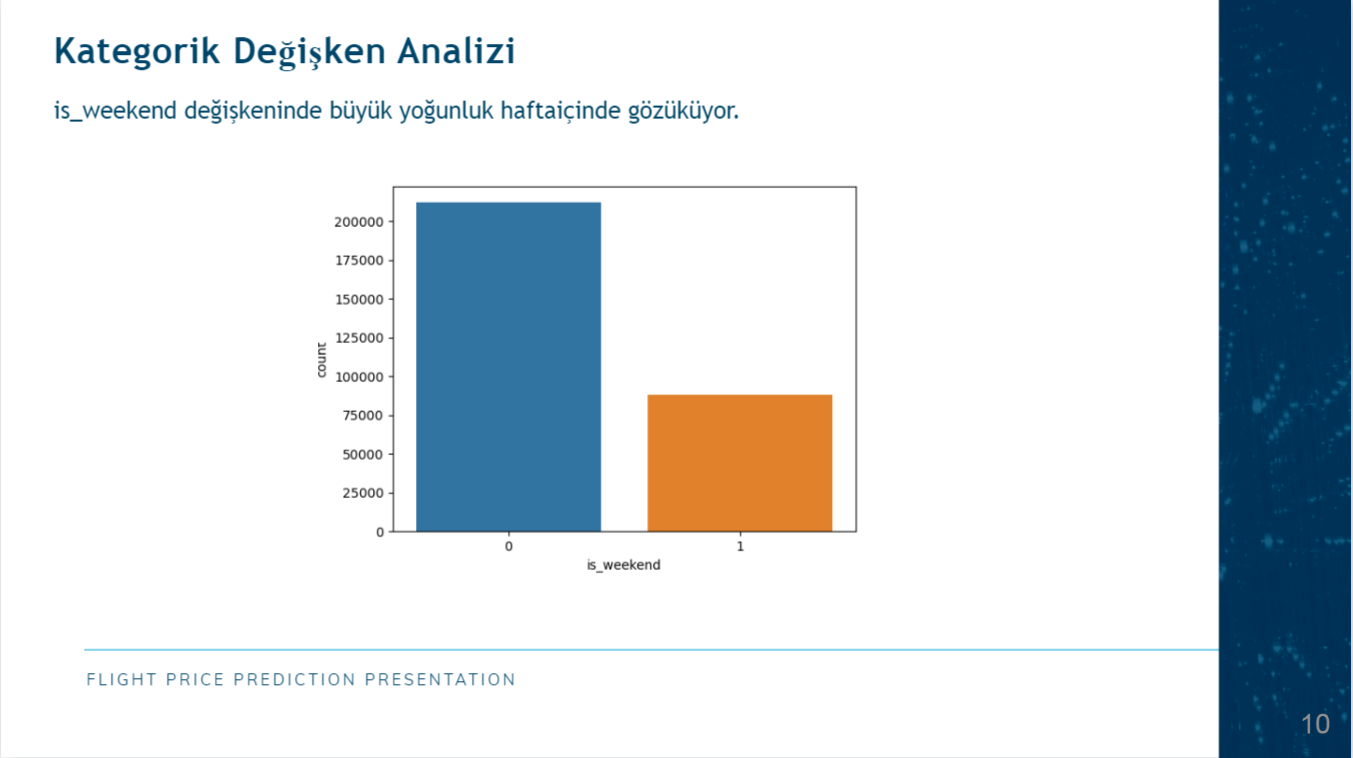 Kategorik Değişken Analizi
is_weekend değişkeninde büyük yoğunluk haftaiçinde gözüküyor.
200000
175000
150000
125000
100000
75000
50000
25000
0
count
0 1
is_weekend
FLIGHT PRICE PREDICTION PRESENTATION
10